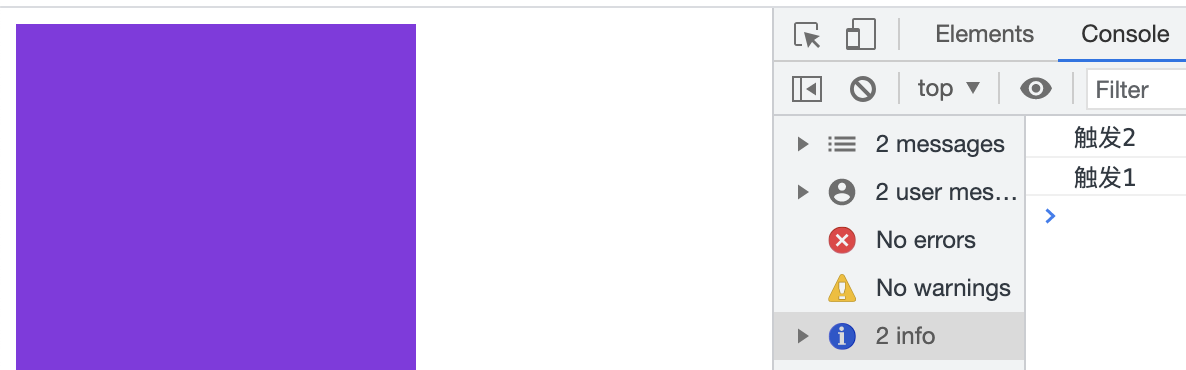 Elements Console
top Filter
2 messages
触发2
2 user mes…
触发1
No errors
No warnings
2 info